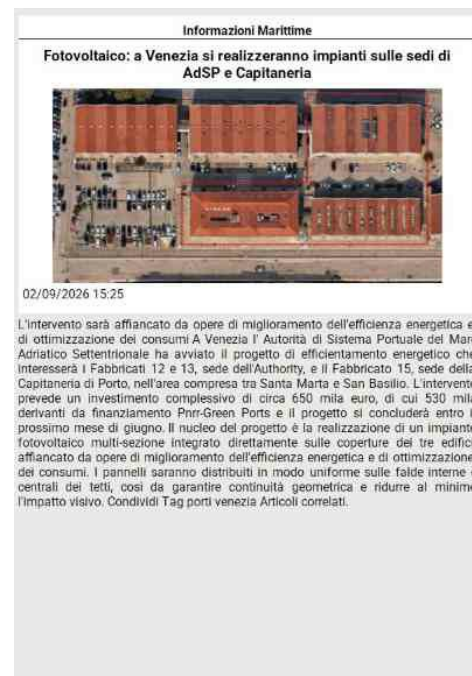 Informazioni Marittime
Fotovoltaico: a Venezia si realizzeranno impianti sulle sedi di
AdSP e Capitaneria
02/09/2026 15:25
L'intervento sarà affiancato da opere di miglioramento dell'efficienza energetica e
di ottimizzazione dei consumi A Venezia l' Autorità di Sistema Portuale del Mar
Adriatico Settentrionale ha avviato il progetto di efficientamento energetico che
interesserà i Fabbricati 12 e 13, sede dell'Authority, e il Fabbricato 15, sede della
Capitaneria di Porto, nell'area compresa tra Santa Marta e San Basilio. L'intervento
prevede un investimento complessivo di circa 650 mila euro, di cui 530 mila
derivanti da finanziamento Pnrr-Green Ports e il progetto si concluderà entro i
prossimo mese di giugno. Il nucleo del progetto è la realizzazione di un impianto
fotovoltaico multi-sezione integrato direttamente sulle coperture dei tre edifici
affiancato da opere di miglioramento dell'efficienza energetica e di ottimizzazione
dei consumi. I pannelli saranno distribuiti in modo uniforme sulle falde interne e
centrali dei tetti, così da garantire continuità geometrica e ridurre al minimo
l'impatto visivo. Condividi Tag porti venezia Articoli correlati.